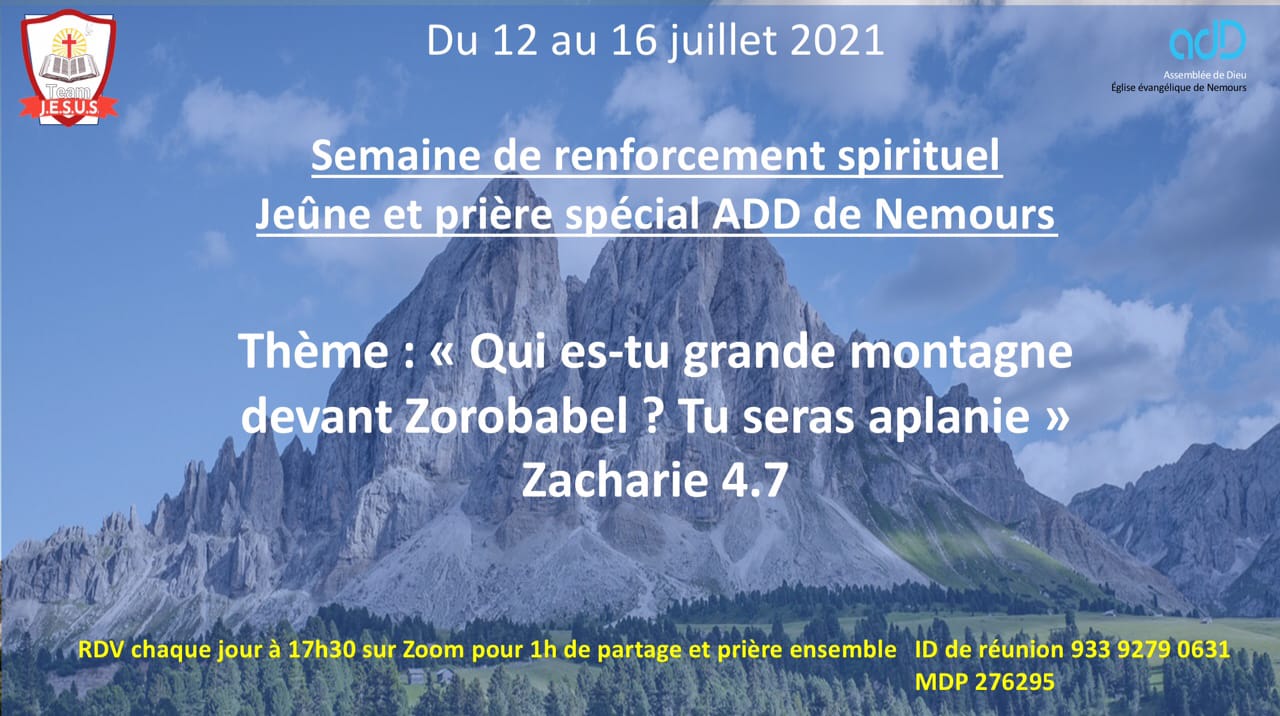 Du 12 au 16 juillet 2021
Team
J.E.S.U.S.
adD
Assemblée de Dieu
Église évangélique de Nemours
Semaine de renforcement spirituel
Jeûne et prière spécial ADD de Nemours
Thème : « Qui es-tu grande montagne
devant Zorobabel ? Tu seras aplanie »
Zacharie 4.7
RDV chaque jour à 17h30 sur Zoom pour 1h de partage et prière ensemble ID de réunion 933 9279 0631
MDP 276295